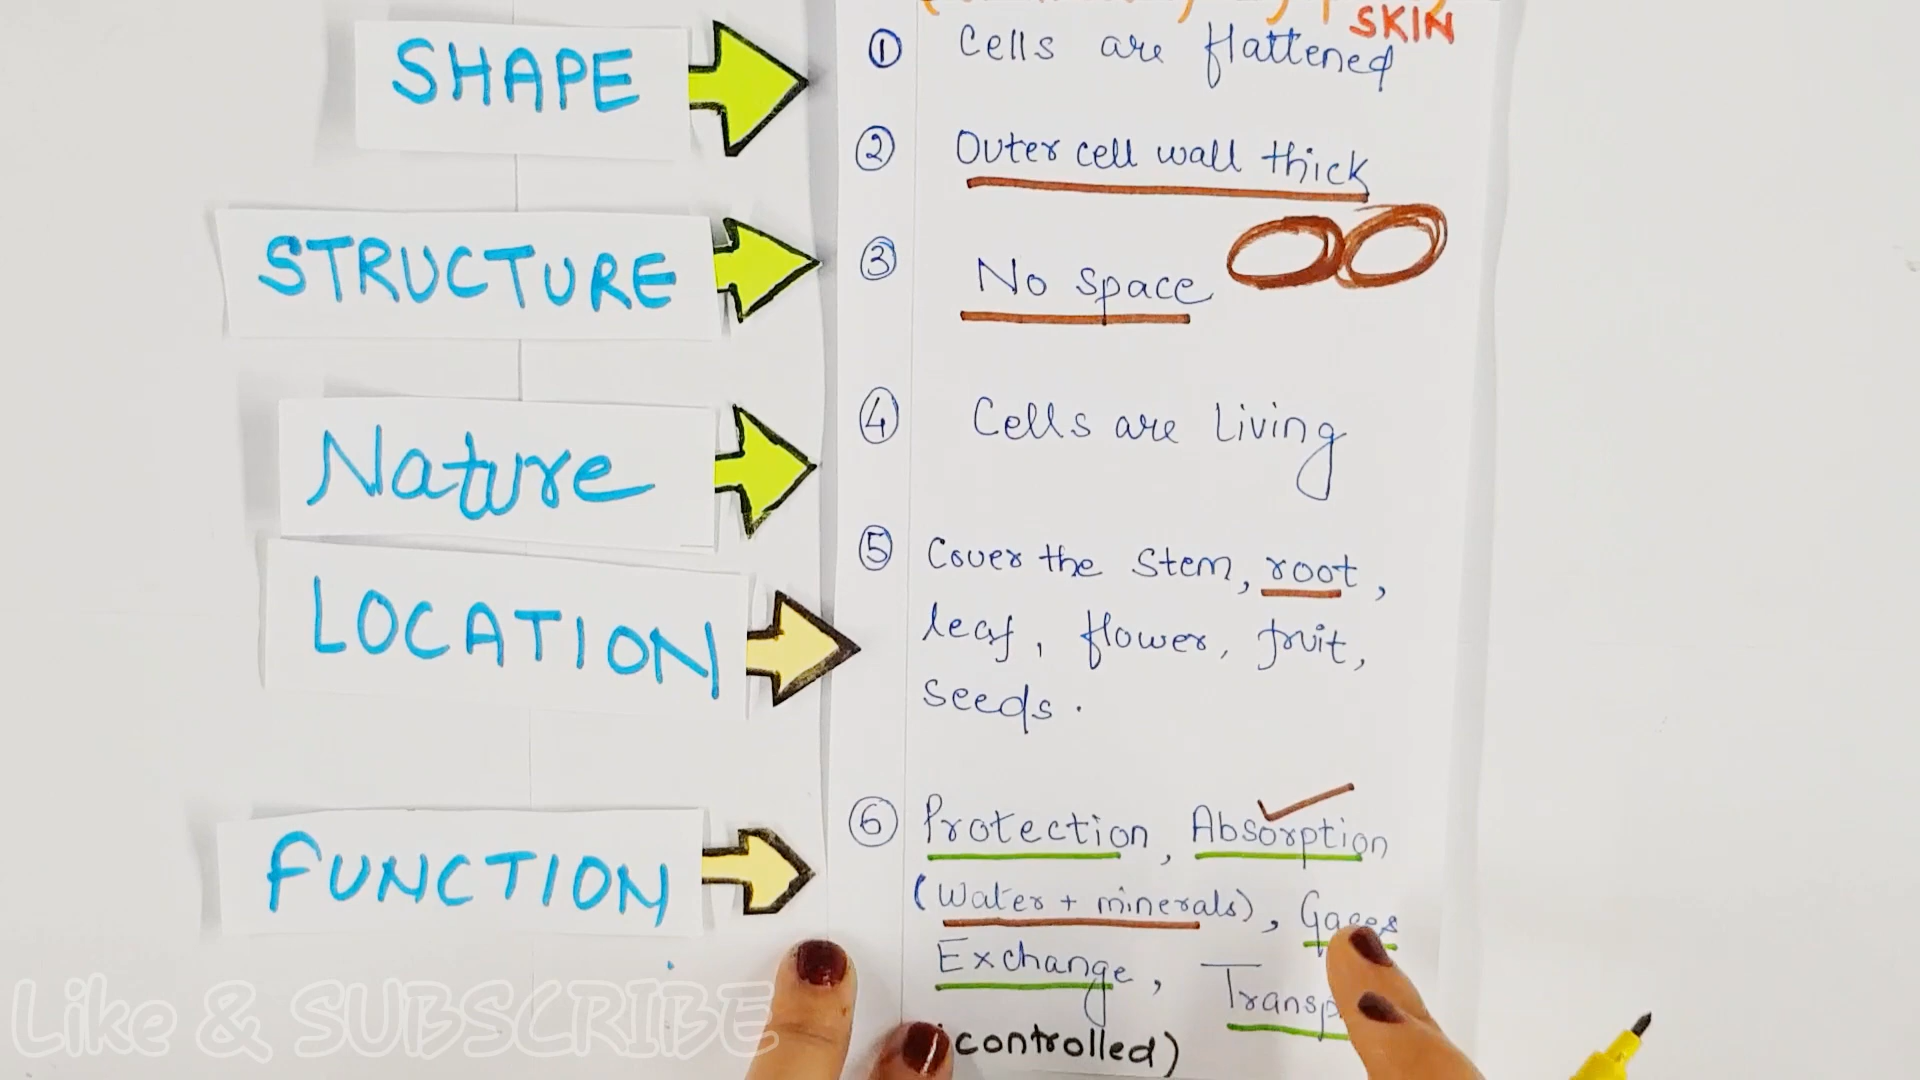 SKIN
SHAPE
① Cells are flattened
② Outer cell wall thick
STRUCTURE
③ No space
Nature
④ Cells are Living
LOCATION
⑤ Cover the Stem, root,
leaf, flower, fruit,
seeds.
FUNCTION
⑥ Protection, Absorption
(Water + minerals), Gases
Exchange,
(controlled)
Like & SUBSCRIBE